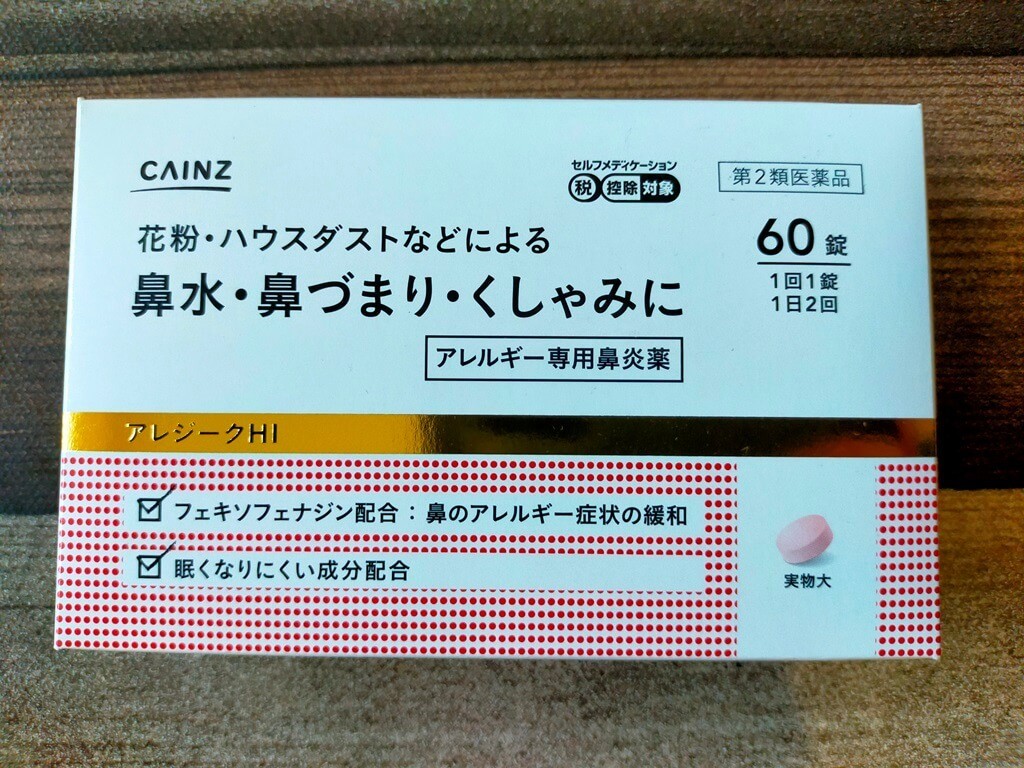 CAINZ
セルフメディケーション
税 控除 対象
第2類医薬品
花粉・ハウスダストなどによる
鼻水・鼻づまり・くしゃみに
アレルギー専用鼻炎薬
60錠
1回1錠
1日2回
アレジークHI
フェキソフェナジン配合：鼻のアレルギー症状の緩和
眠くなりにくい成分配合
実物大